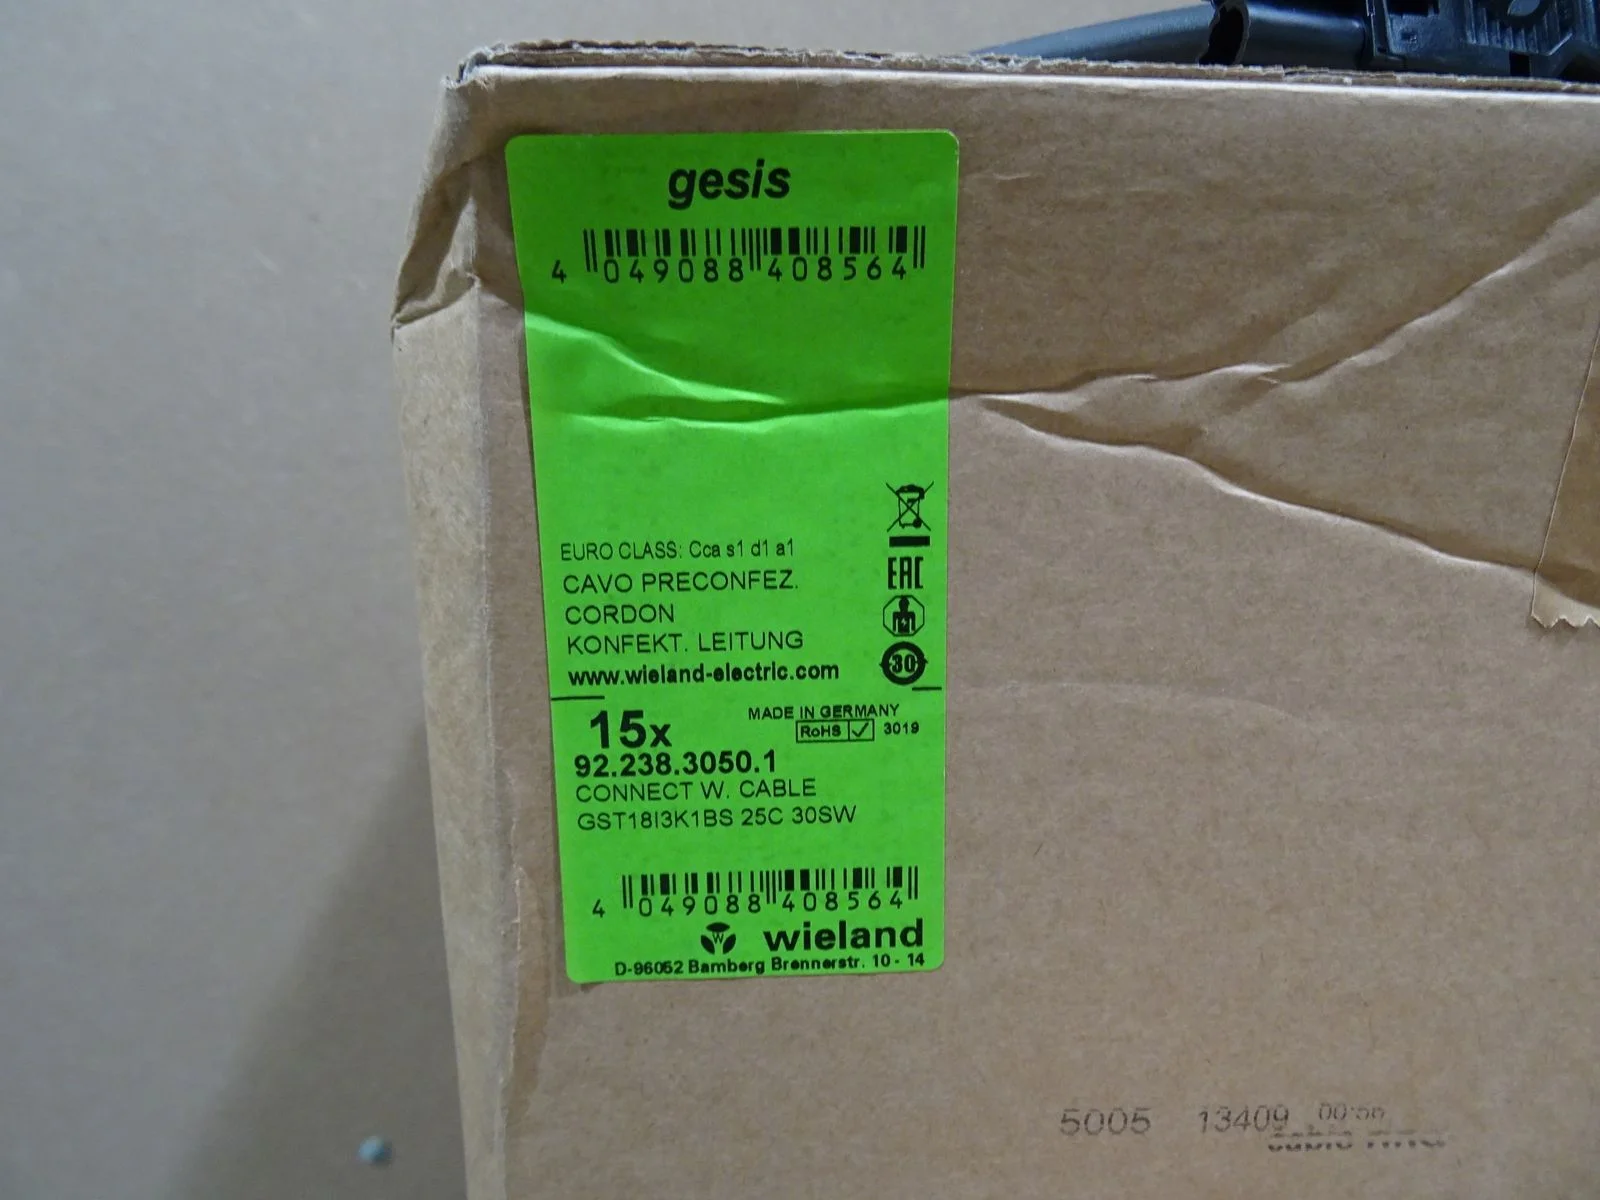 gesis
4 049088 408564
EURO CLASS: Cca s1 d1 a1
CAVO PRECONFEZ.
CORDON
KONFEKT. LEITUNG
www.wieland-electric.com
EAC
30
15x
MADE IN GERMANY
RoHS 3019
92.238.3050.1
CONNECT W. CABLE
GST18I3K1BS 25C 30SW
4 049088 408564
W wieland
D-96052 Bamberg Brennerstr. 10 - 14
5005 13409